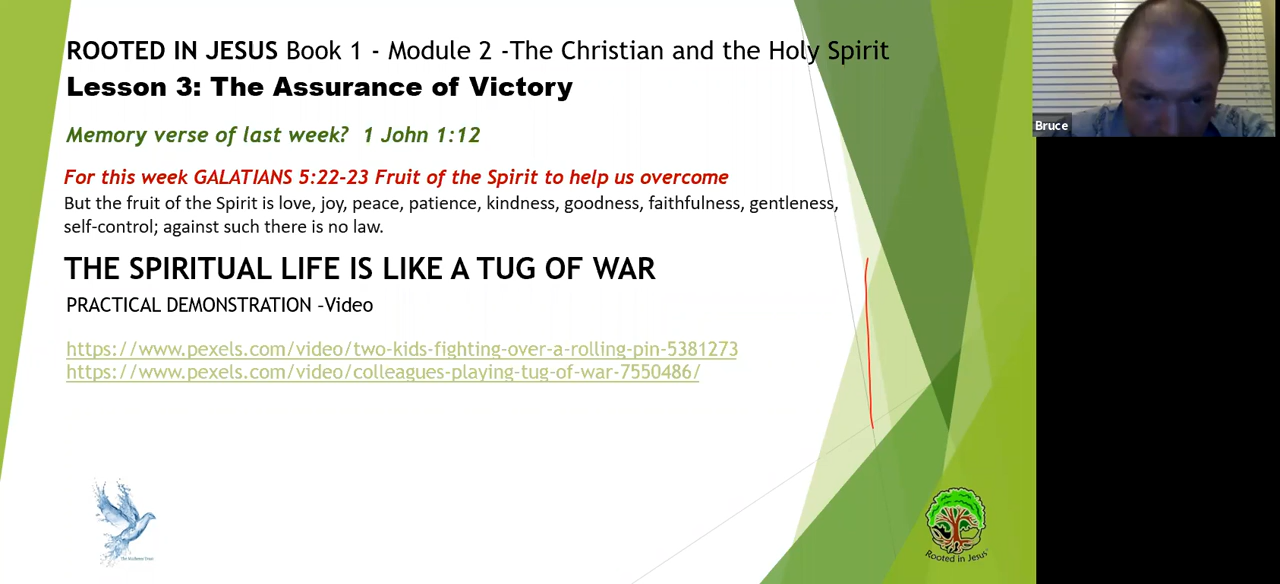 ROOTED IN JESUS Book 1 - Module 2 -The Christian and the Holy Spirit
Lesson 3: The Assurance of Victory
Memory verse of last week? 1 John 1:12
For this week GALATIANS 5:22-23 Fruit of the Spirit to help us overcome
But the fruit of the Spirit is love, joy, peace, patience, kindness, goodness, faithfulness, gentleness,
self-control; against such there is no law.
THE SPIRITUAL LIFE IS LIKE A TUG OF WAR
PRACTICAL DEMONSTRATION -Video
https://www.pexels.com/video/two-kids-fighting-over-a-rolling-pin-5381273
https://www.pexels.com/video/colleagues-playing-tug-of-war-7550486/
Rooted in Jesus
Bruce